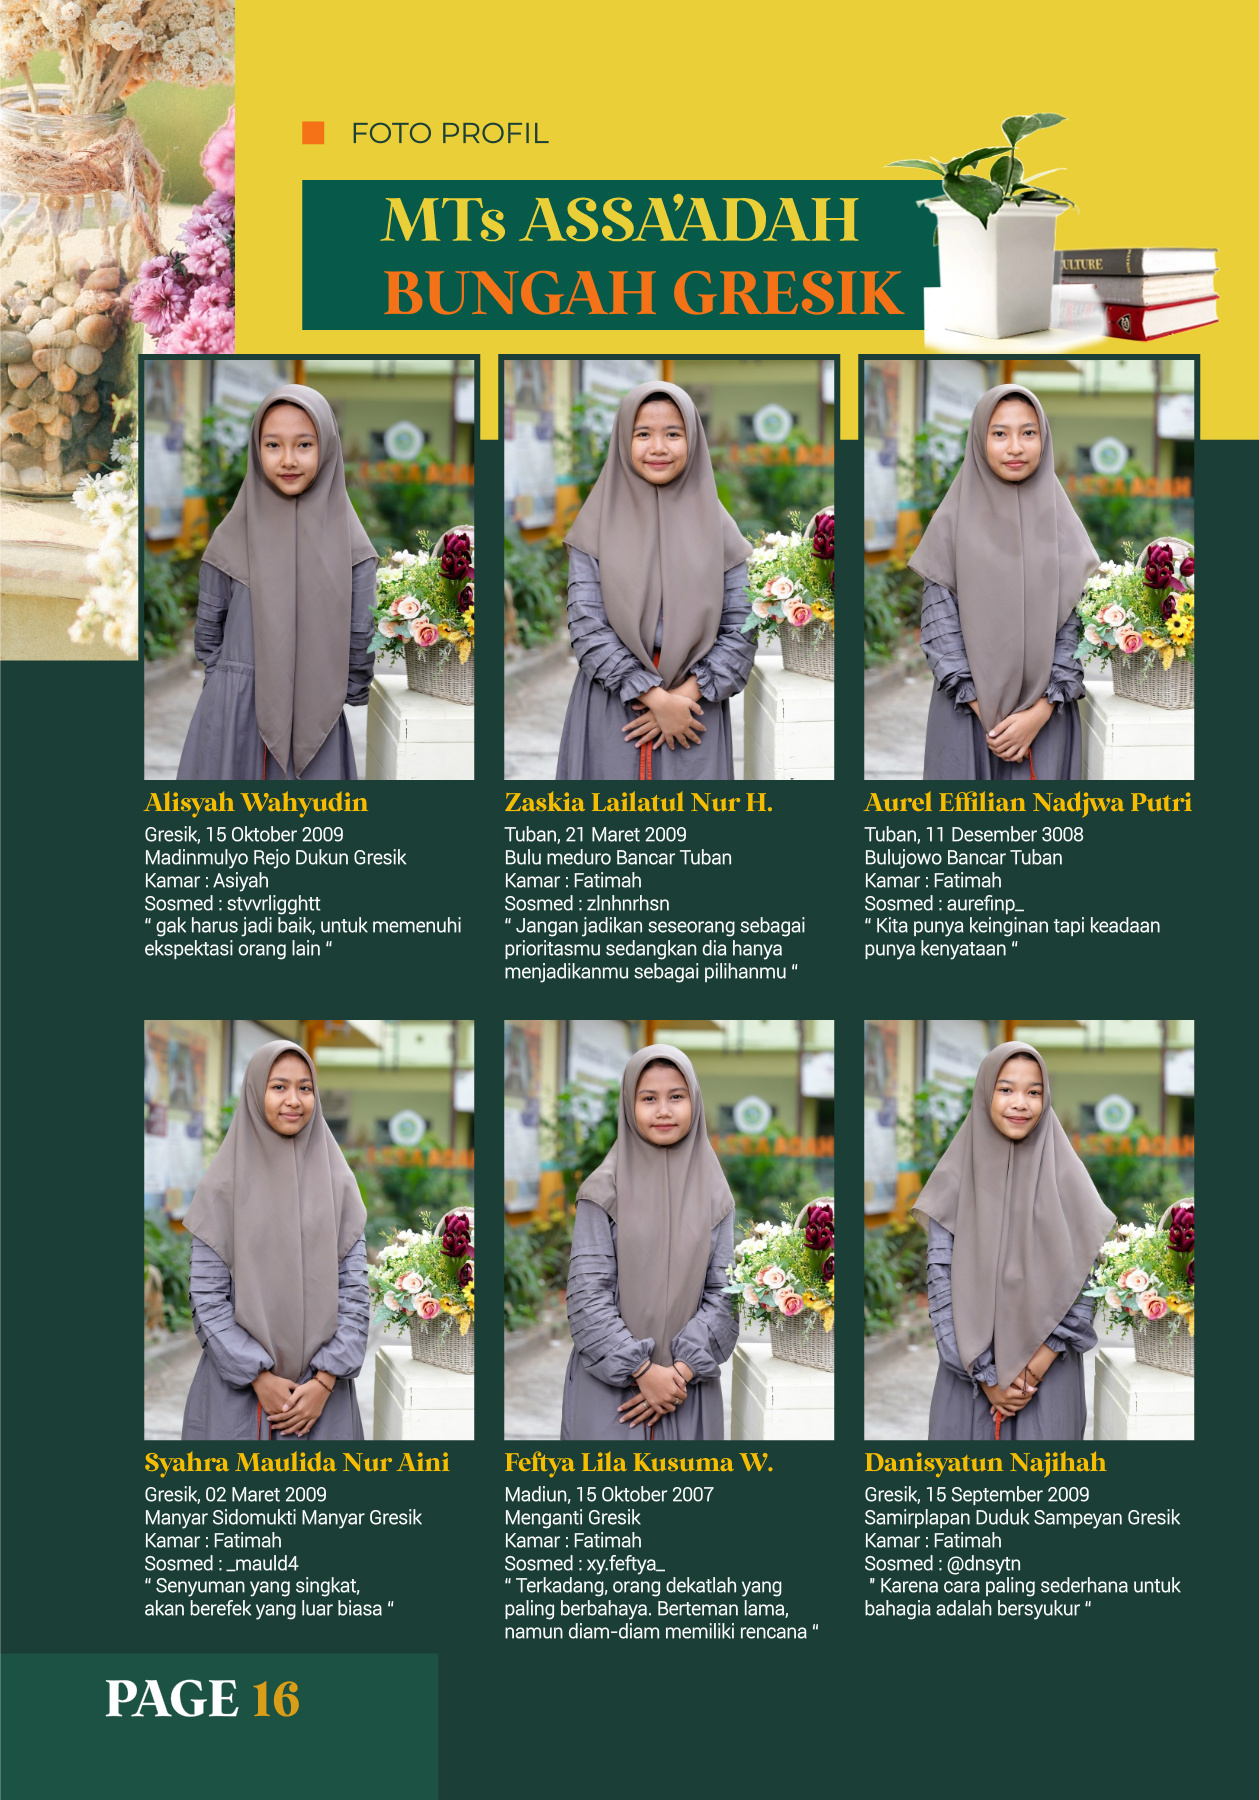 FOTO PROFIL
MTs ASSA'ADAH
BUNGAH GRESIK
ULTURE
ASSA ADAH
Alisyah Wahyudin
Gresik, 15 Oktober 2009
Madinmulyo Rejo Dukun Gresik
Kamar : Asiyah
Sosmed : stvvrligghtt
“ gak harus jadi baik, untuk memenuhi
ekspektasi orang lain “
Zaskia Lailatul Nur H.
Tuban, 21 Maret 2009
Bulu meduro Bancar Tuban
Kamar : Fatimah
Sosmed : zlnhnrhsn
“ Jangan jadikan seseorang sebagai
prioritasmu sedangkan dia hanya
menjadikanmu sebagai pilihanmu “
Aurel Effilian Nadjwa Putri
Tuban, 11 Desember 3008
Bulujowo Bancar Tuban
Kamar : Fatimah
Sosmed : aurefinp_
“ Kita punya keinginan tapi keadaan
punya kenyataan “
Syahra Maulida Nur Aini
Gresik, 02 Maret 2009
Manyar Sidomukti Manyar Gresik
Kamar : Fatimah
Sosmed : _mauld4
“ Senyuman yang singkat,
akan berefek yang luar biasa “
Feftya Lila Kusuma W.
Madiun, 15 Oktober 2007
Menganti Gresik
Kamar : Fatimah
Sosmed : xy.feftya_
“ Terkadang, orang dekatlah yang
paling berbahaya. Berteman lama,
namun diam-diam memiliki rencana “
Danisyatun Najihah
Gresik, 15 September 2009
Samirplapan Duduk Sampeyan Gresik
Kamar : Fatimah
Sosmed : @dnsytn
" Karena cara paling sederhana untuk
bahagia adalah bersyukur “
PAGE 16